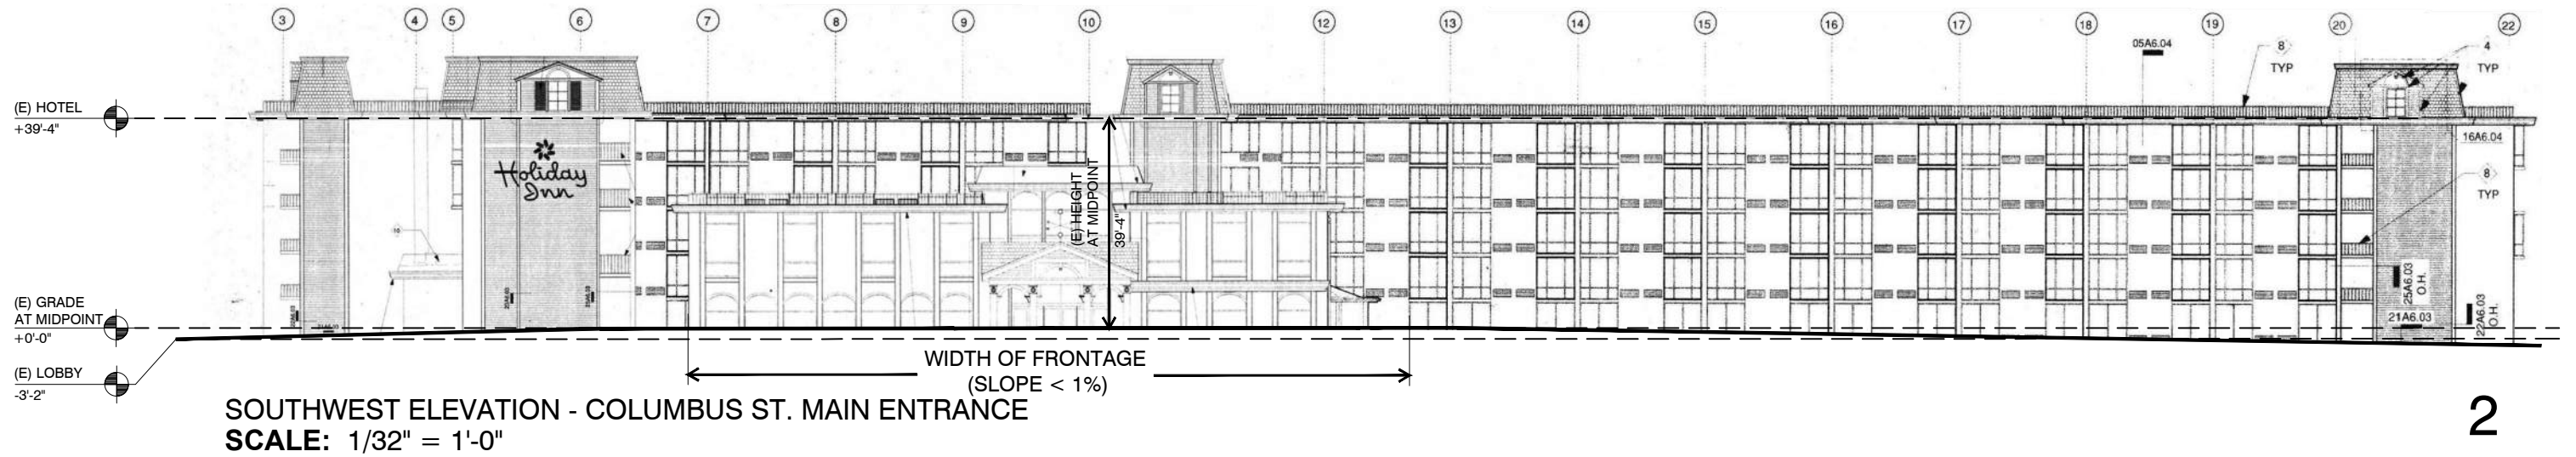 3 4 5 6 7 8 9 10 12 13 14 15 16 17 18 19 20 22
05A6.04
8
TYP
4
TYP
(E) HOTEL
+39'-4"
16A6.04
Holiday
Inn
8
TYP
(E) HEIGHT
AT MIDPOINT
39'-4"
10
25A6.03
O.H.
21A6.03
22A6.03
O.H.
(E) GRADE
AT MIDPOINT
+0'-0"
(E) LOBBY
-3'-2"
WIDTH OF FRONTAGE
(SLOPE < 1%)
SOUTHWEST ELEVATION - COLUMBUS ST. MAIN ENTRANCE
SCALE: 1/32" = 1'-0"
2